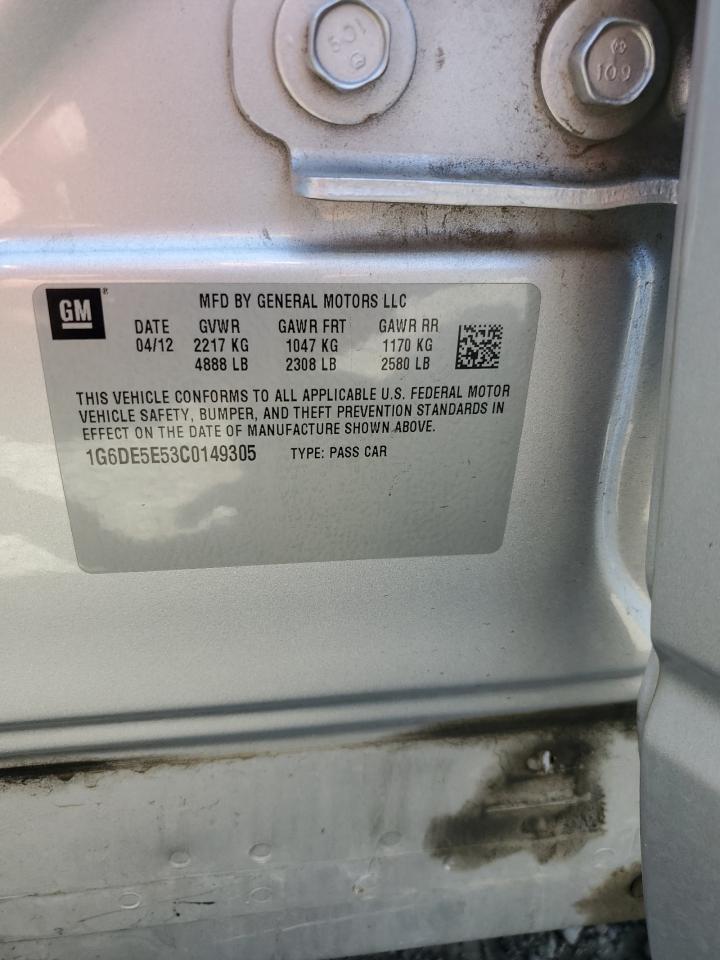 501
109
GM®
MFD BY GENERAL MOTORS LLC
DATE GVWR GAWR FRT GAWR RR
04/12 2217 KG 1047 KG 1170 KG
4888 LB 2308 LB 2580 LB
THIS VEHICLE CONFORMS TO ALL APPLICABLE U.S. FEDERAL MOTOR
VEHICLE SAFETY, BUMPER, AND THEFT PREVENTION STANDARDS IN
EFFECT ON THE DATE OF MANUFACTURE SHOWN ABOVE.
1G6DE5E53C0149305 TYPE: PASS CAR